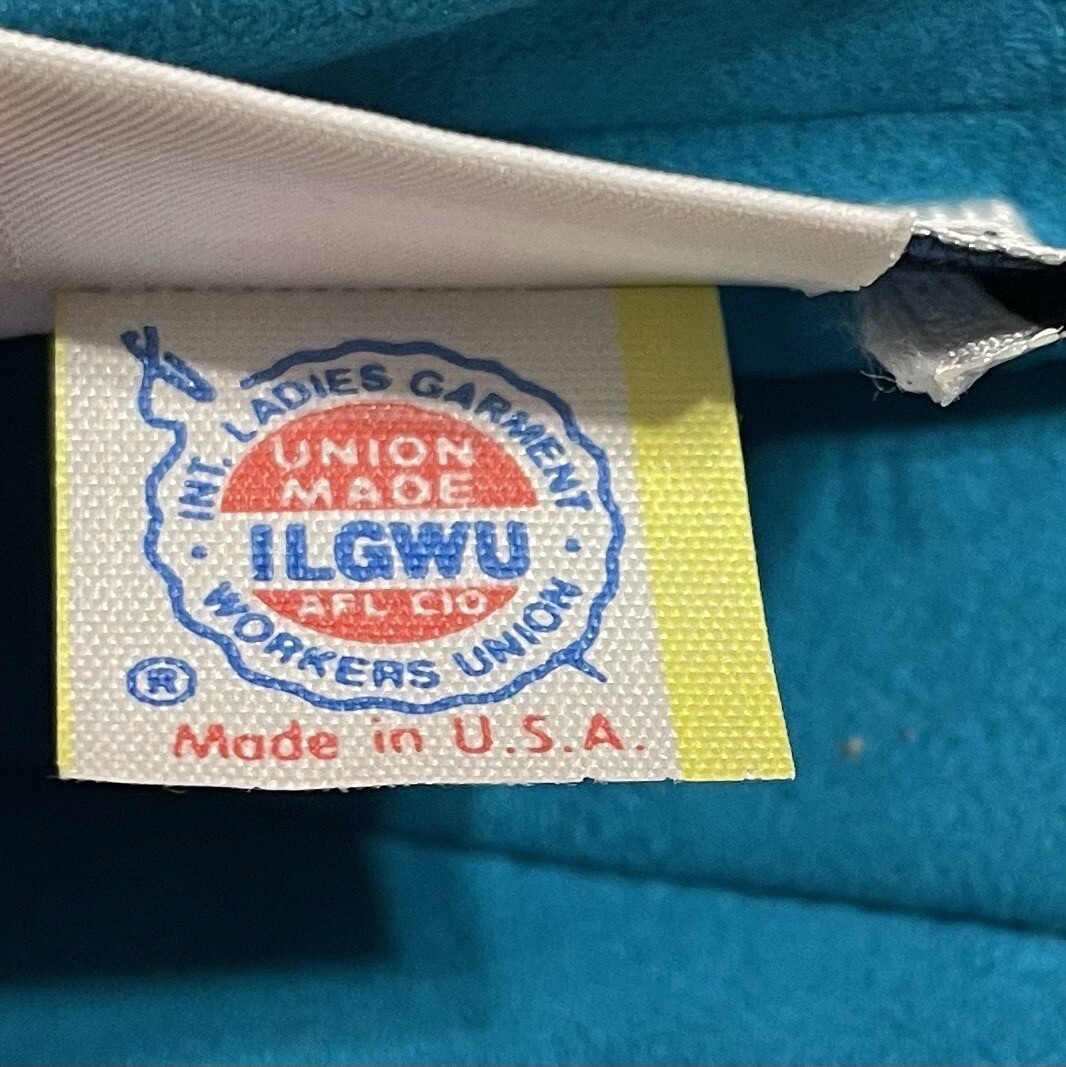 INT. LADIES GARMENT
UNION
MADE
ILGWU
AFL CIO
WORKERS UNION
®
Made in U.S.A.